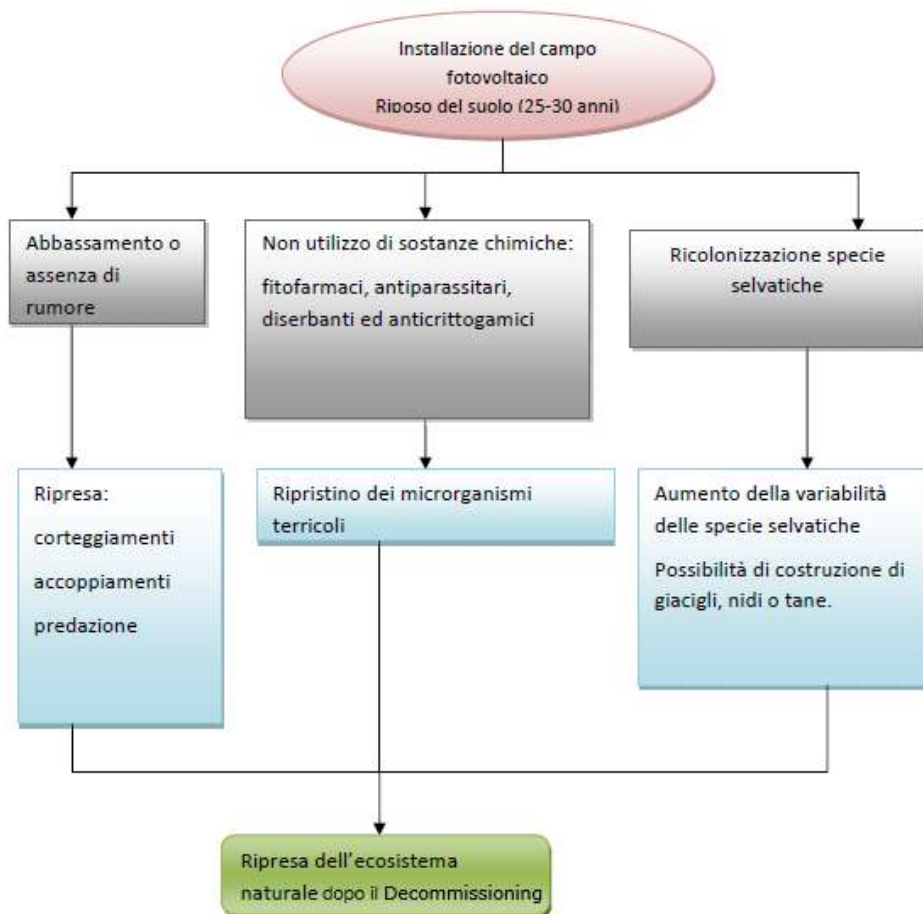 Installazione del campo
fotovoltaico
Riposo del suolo (25-30 anni)
Abbassamento o
assenza di
rumore
Non utilizzo di sostanze chimiche:
fitofarmaci, antiparassitari,
diserbanti ed anticrittogamici
Ricolonizzazione specie
selvatiche
Ripresa:
corteggiamenti
accoppiamenti
predazione
Ripristino dei microrganismi
terricoli
Aumento della variabilità
delle specie selvatiche
Possibilità di costruzione di
giacigli, nidi o tane.
Ripresa dell'ecosistema
naturale dopo il Decommissioning